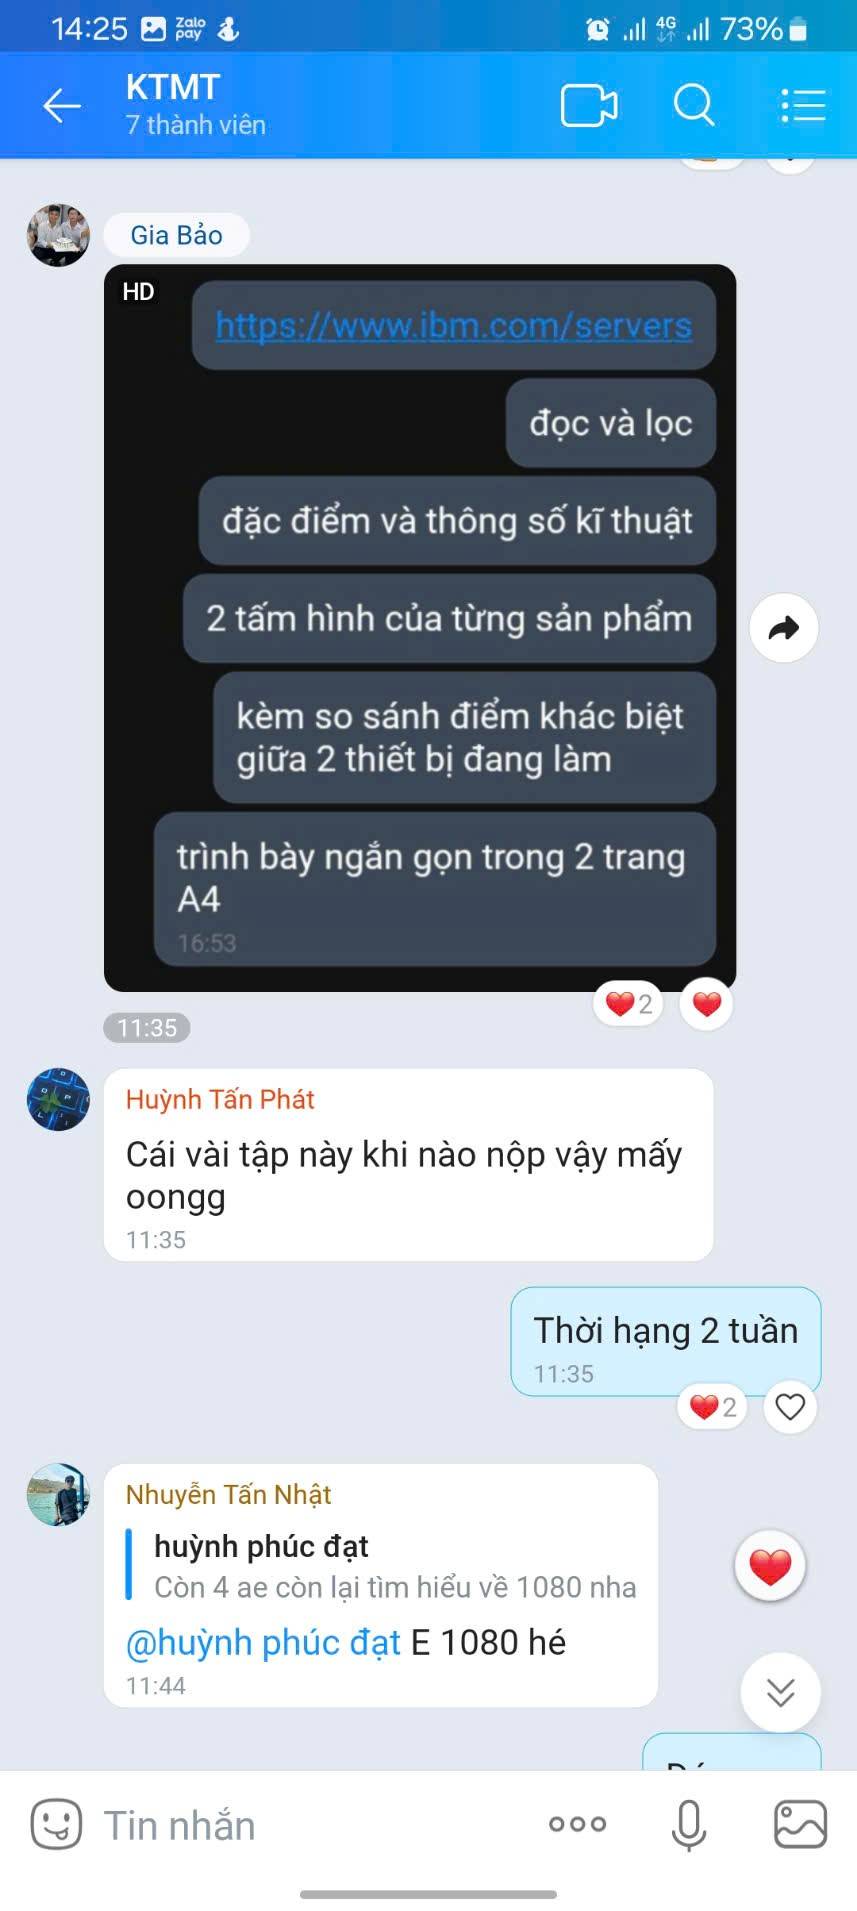 14:25 Zalo pay 4G 73%
KTMT
7 thành viên
Gia Bảo
HD
https://www.ibm.com/servers
đọc và lọc
đặc điểm và thông số kĩ thuật
2 tấm hình của từng sản phẩm
kèm so sánh điểm khác biệt
giữa 2 thiết bị đang làm
trình bày ngắn gọn trong 2 trang
A4
16:53
2
11:35
Huỳnh Tấn Phát
Cái vài tập này khi nào nộp vậy mấy
oongg
11:35
Thời hạng 2 tuần
11:35
2
Nhuyễn Tấn Nhật
huỳnh phúc đạt
Còn 4 ae còn lại tìm hiểu về 1080 nha
@huỳnh phúc đạt E 1080 hé
11:44
Tin nhắn